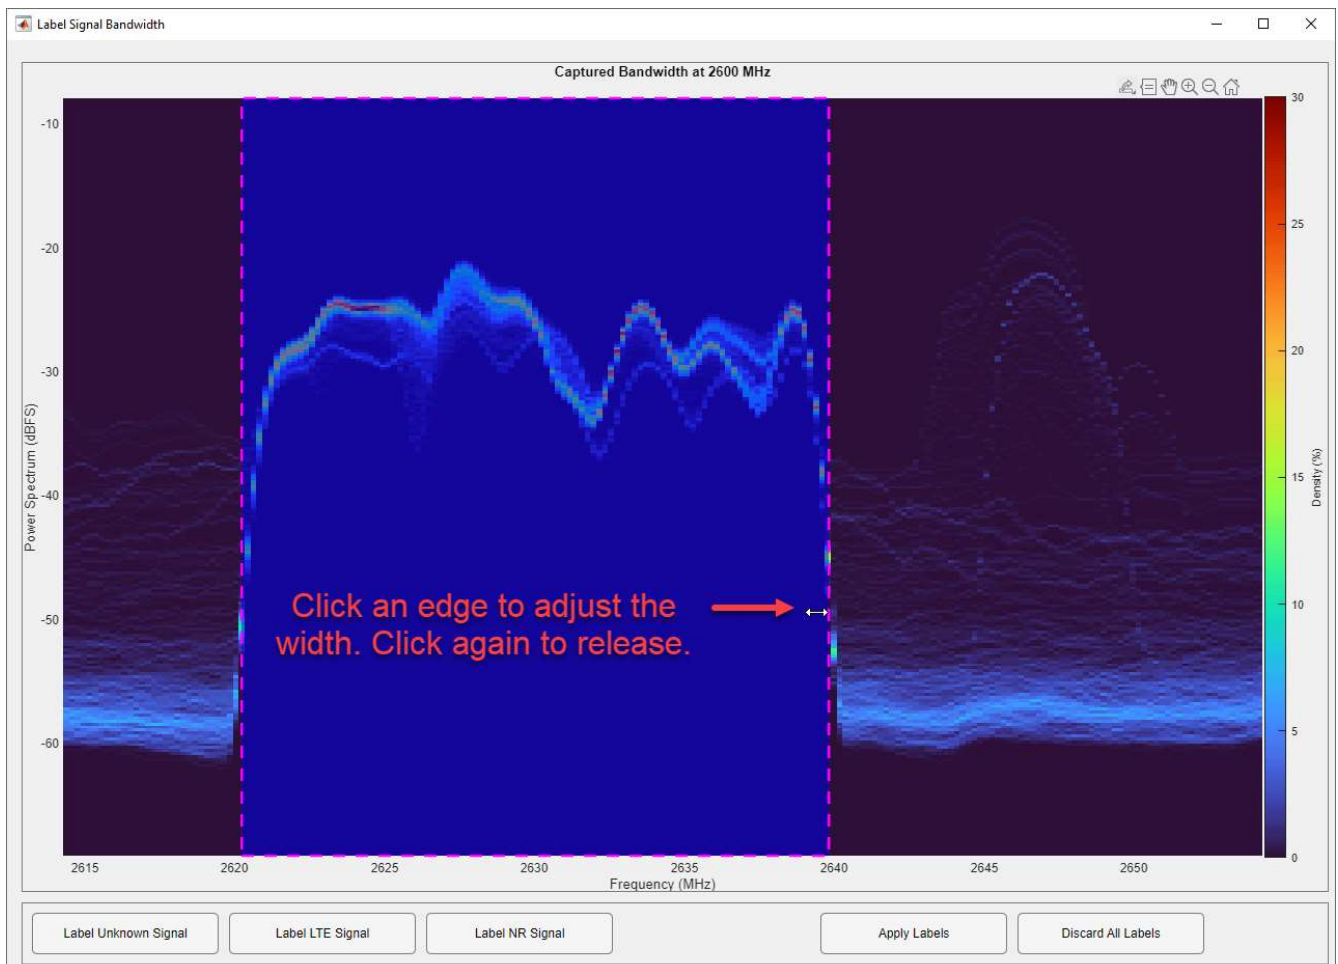 Label Signal Bandwidth
Captured Bandwidth at 2600 MHz
-10
-20
-30
-40
-50
-60
Power Spectrum (dBFS)
Click an edge to adjust the
width. Click again to release.
30
25
20
15
10
5
0
Density (%)
2615 2620 2625 2630 2635 2640 2645 2650
Frequency (MHz)
Label Unknown Signal Label LTE Signal Label NR Signal Apply Labels Discard All Labels